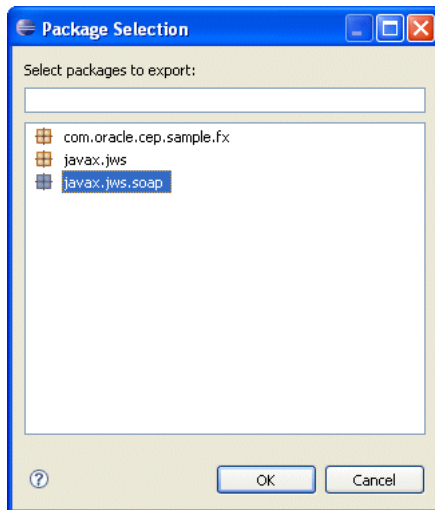 Package Selection
Select packages to export:
com.oracle.cep.sample.fx
javax.jws
javax.jws.soap
?
OK
Cancel